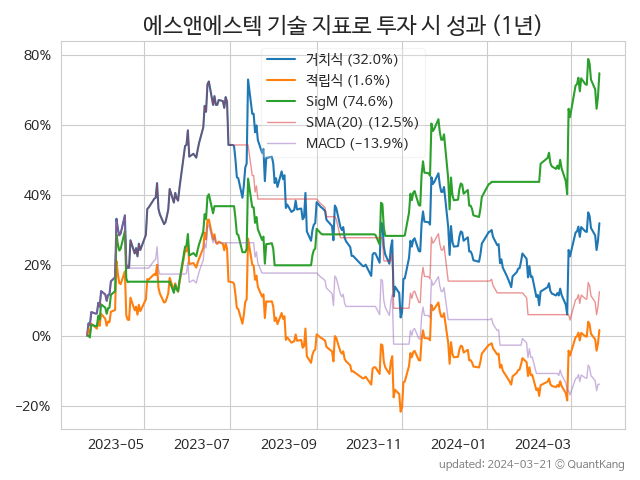 에스앤에스텍 기술 지표로 투자 시 성과 (1년)
거치식 (32.0%)
적립식 (1.6%)
SigM (74.6%)
SMA(20) (12.5%)
MACD (−13.9%)
80%
60%
40%
20%
0%
−20%
2023−05 2023−07 2023−09 2023−11 2024−01 2024−03
updated: 2024−03−21 © QuantKang